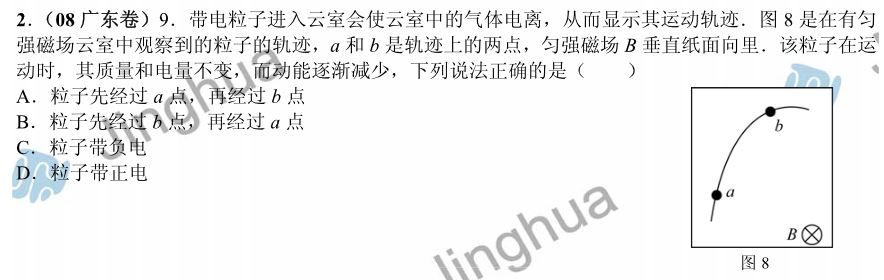 2.（08 广东卷）9．带电粒子进入云室会使云室中的气体电离，从而显示其运动轨迹．图 8 是在有匀
强磁场云室中观察到的粒子的轨迹，a 和 b 是轨迹上的两点，匀强磁场 B 垂直纸面向里．该粒子在运
动时，其质量和电量不变，而动能逐渐减少，下列说法正确的是（　　）
A．粒子先经过 a 点，再经过 b 点
B．粒子先经过 b 点，再经过 a 点
C．粒子带负电
D．粒子带正电
b
a
B
图 8
Jinghua
Jinghua